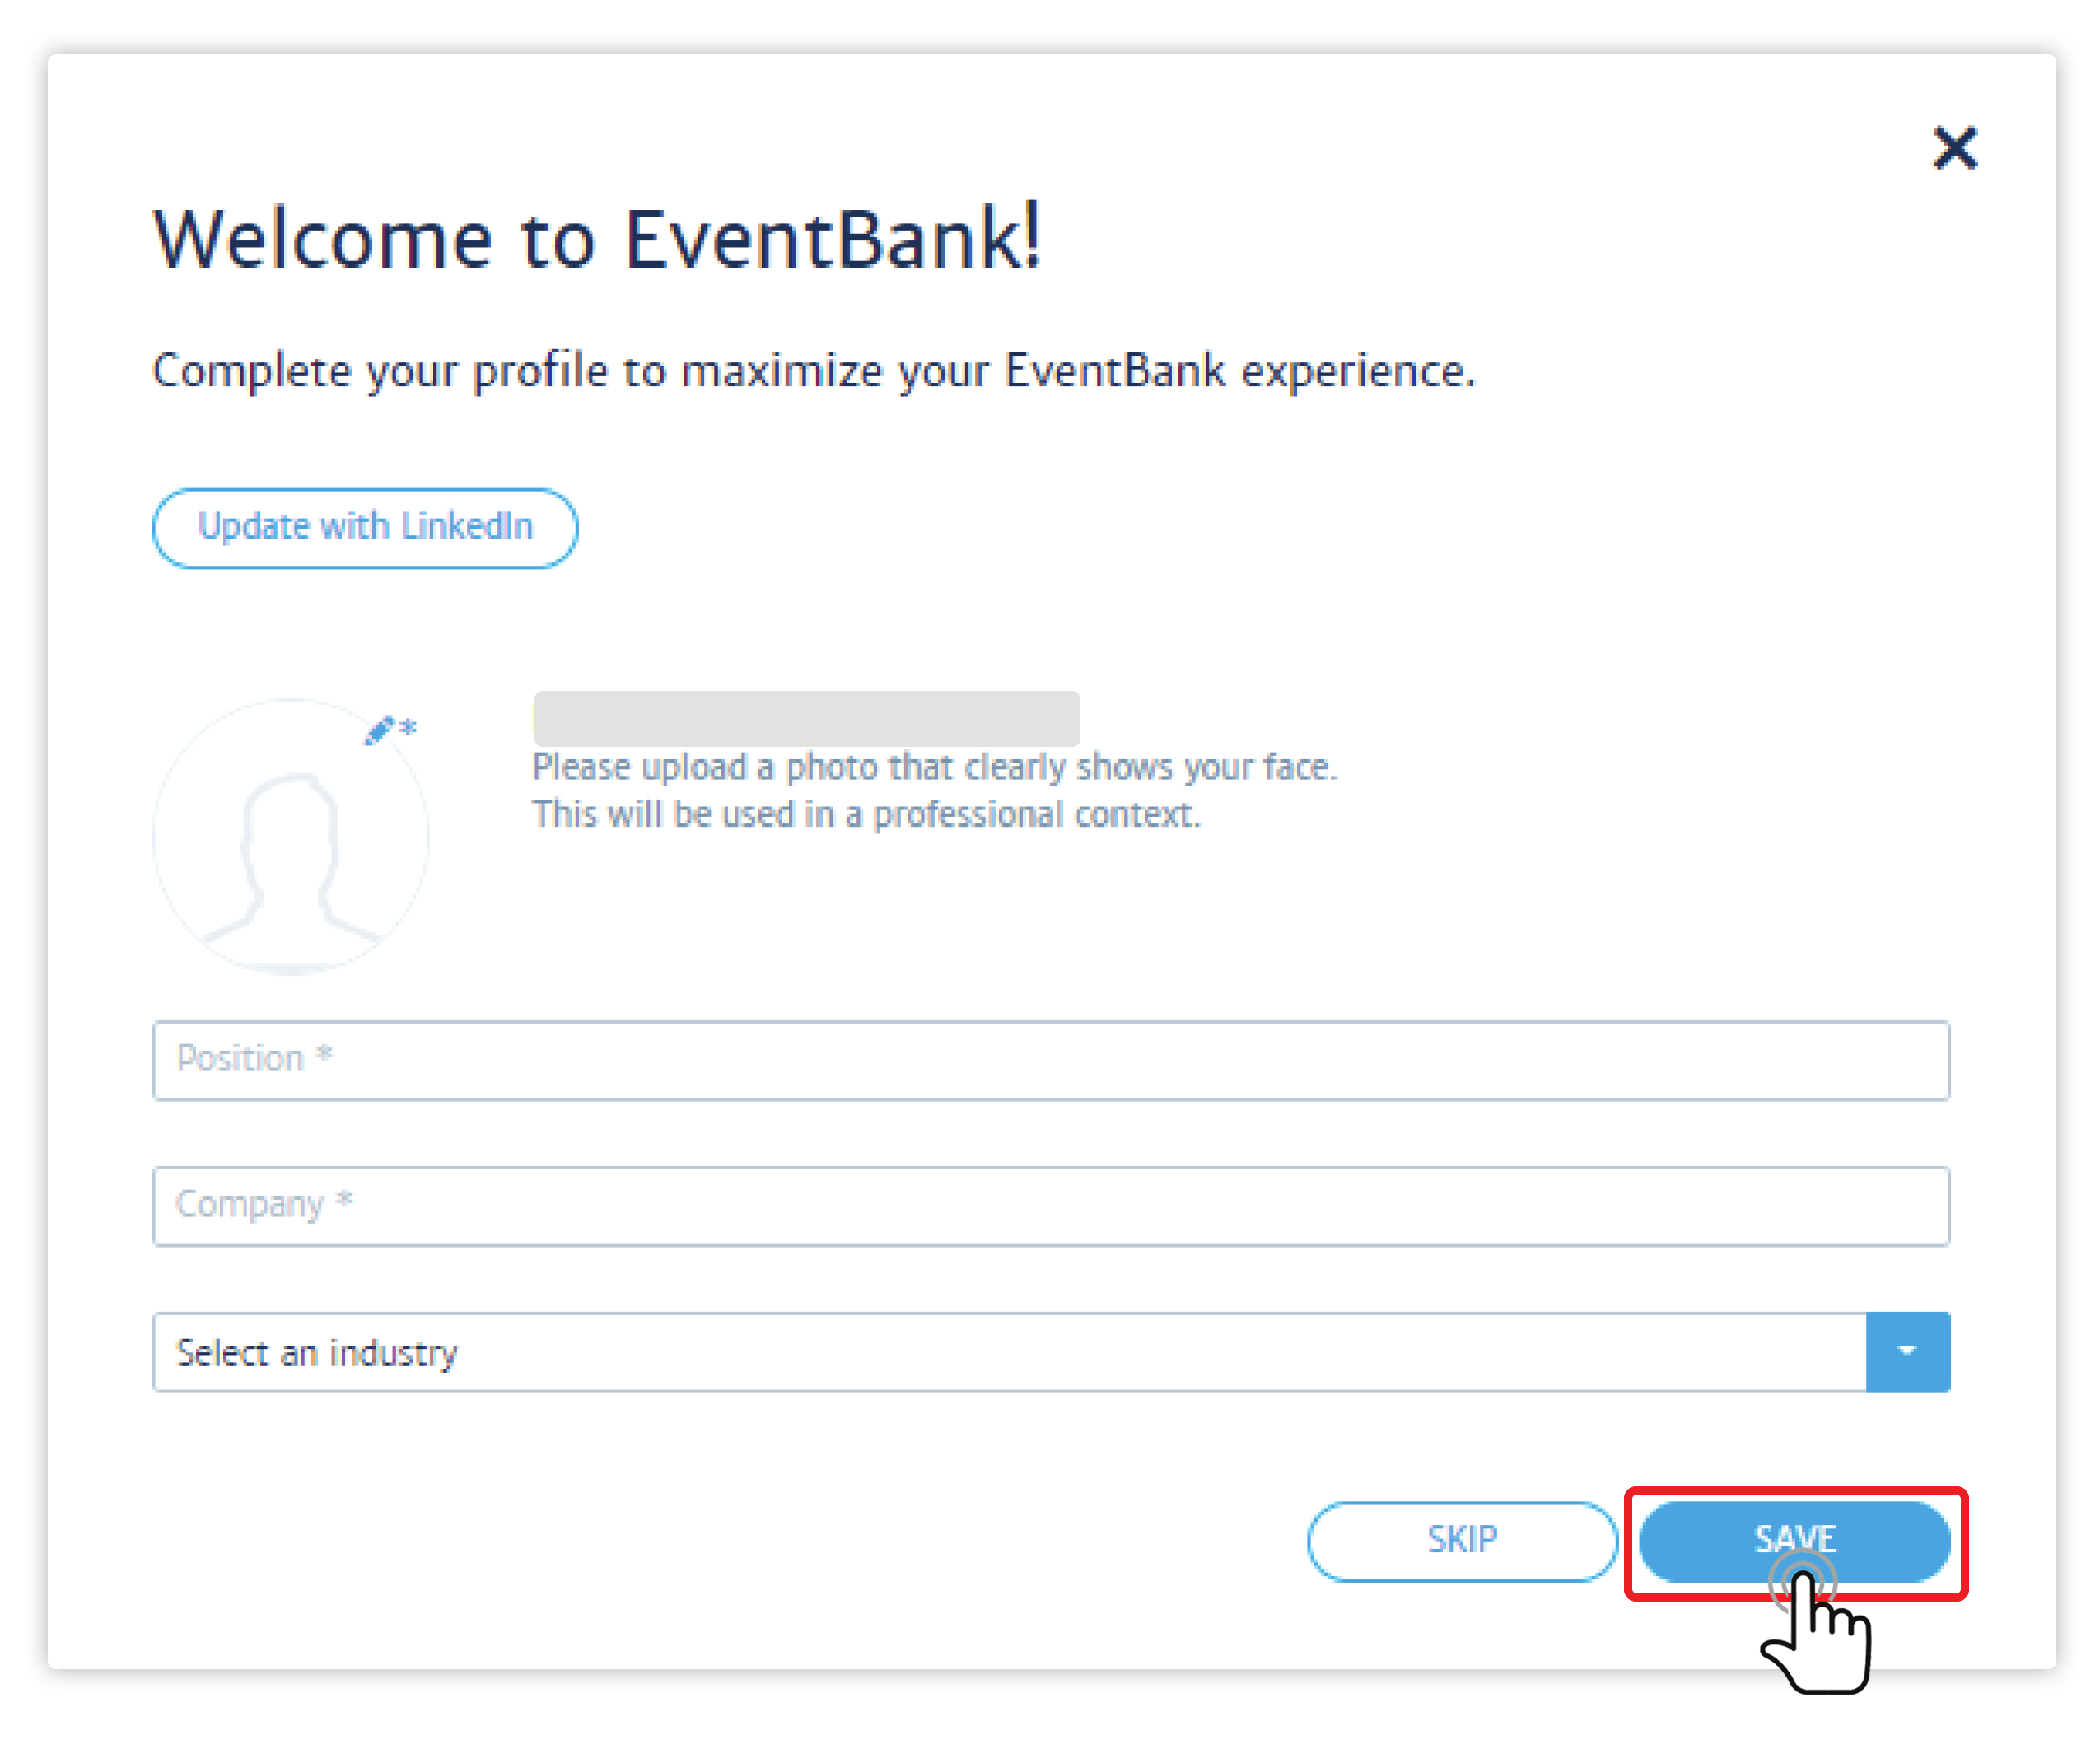 Welcome to EventBank!
Complete your profile to maximize your EventBank experience.
Update with LinkedIn
*
Please upload a photo that clearly shows your face.
This will be used in a professional context.
Position *
Company *
Select an industry
SKIP
SAVE